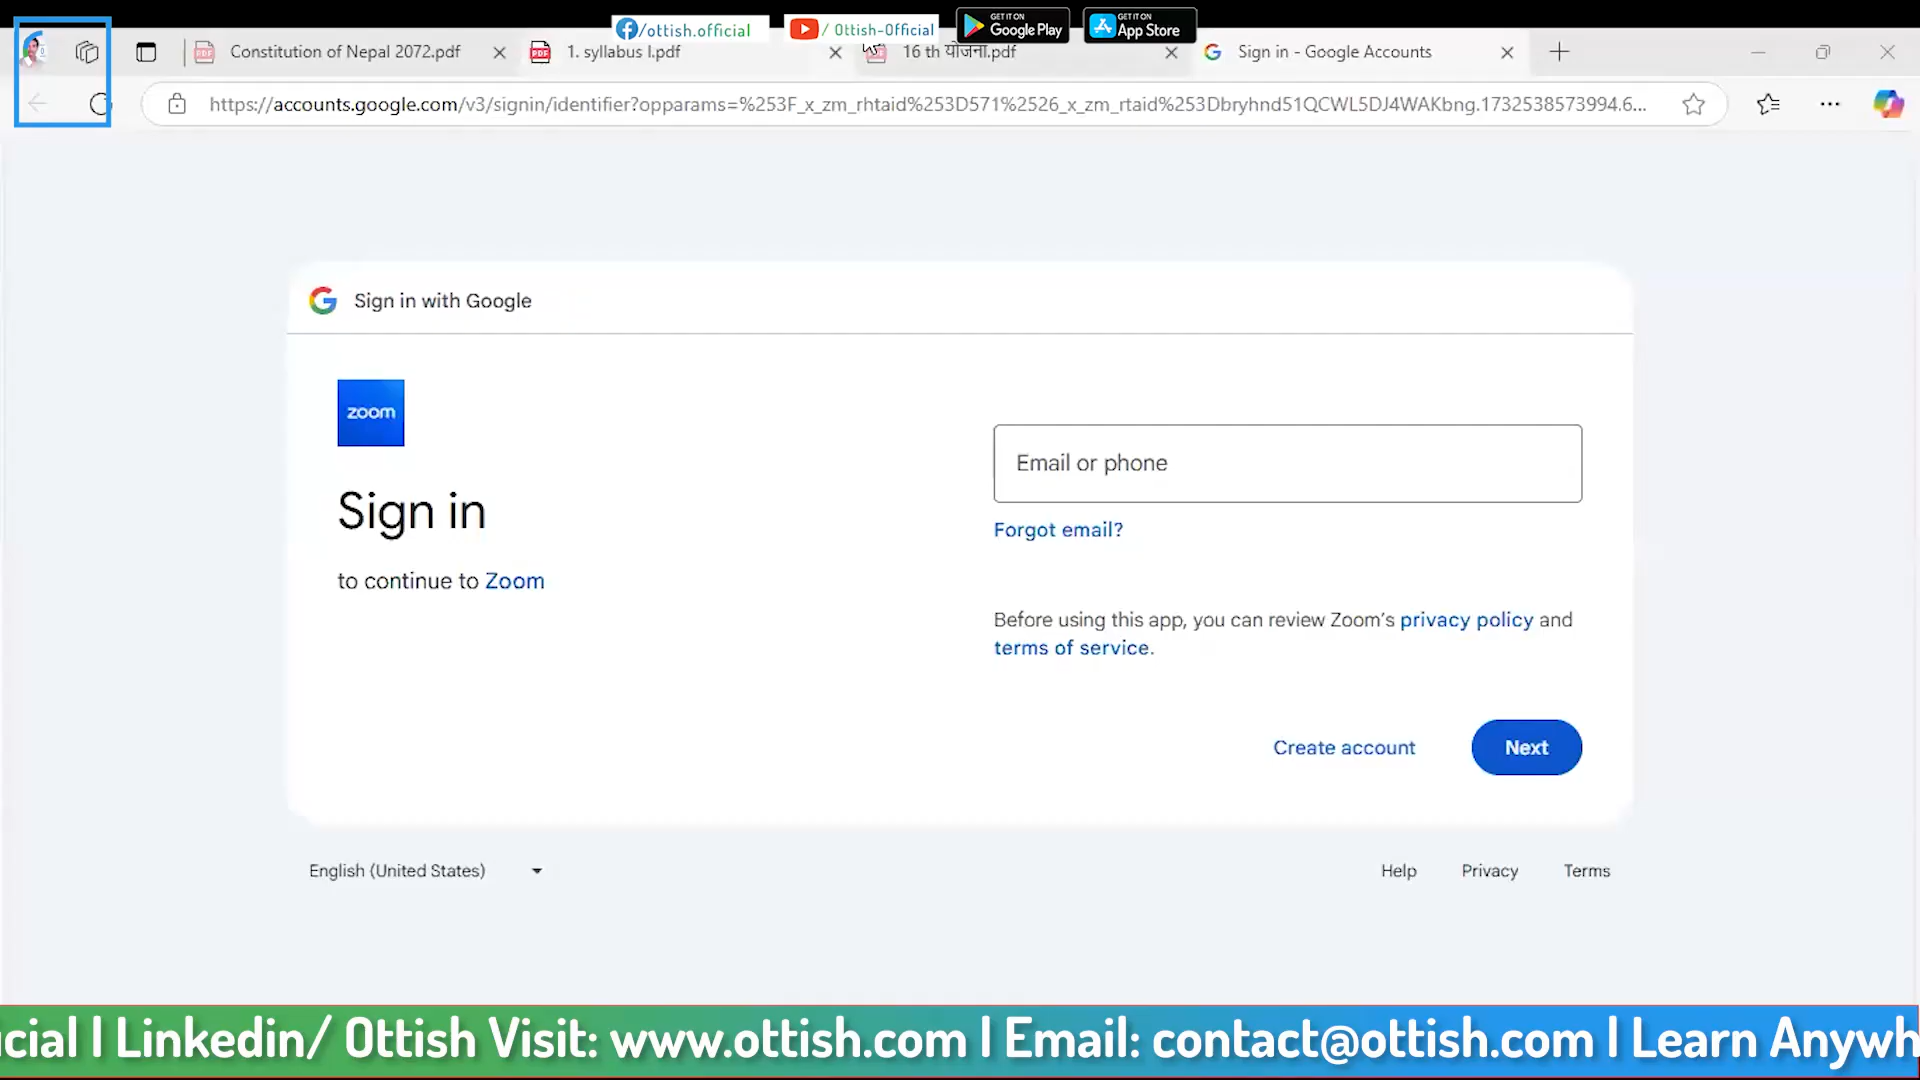 /ottish.official
/ Ottish-Official
GET IT ON
Google Play
GET IT ON
App Store
Constitution of Nepal 2072.pdf
1. syllabus I.pdf
16 th योजना.pdf
Sign in - Google Accounts
https://accounts.google.com/v3/signin/identifier?opparams=%253F_x_zm_rhtaid%253D571%2526_x_zm_rtaid%253Dbryhnd51QCWL5DJ4WAKbng.1732538573994.6...
Sign in with Google
zoom
Sign in
to continue to Zoom
Email or phone
Forgot email?
Before using this app, you can review Zoom’s privacy policy and
terms of service.
Create account
Next
English (United States)
Help
Privacy
Terms
icial | Linkedin/ Ottish Visit: www.ottish.com | Email: contact@ottish.com | Learn Anywh